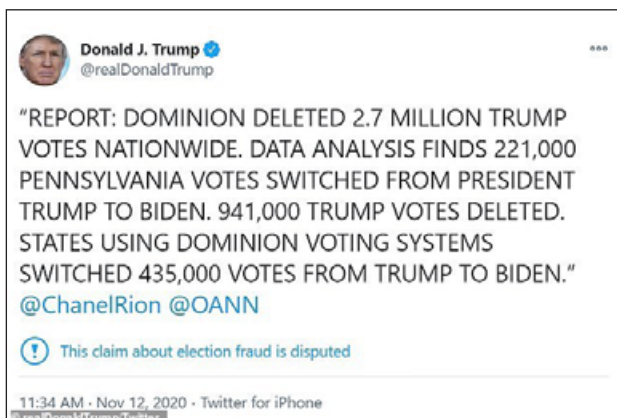 Donald J. Trump
@realDonaldTrump
“REPORT: DOMINION DELETED 2.7 MILLION TRUMP
VOTES NATIONWIDE. DATA ANALYSIS FINDS 221,000
PENNSYLVANIA VOTES SWITCHED FROM PRESIDENT
TRUMP TO BIDEN. 941,000 TRUMP VOTES DELETED.
STATES USING DOMINION VOTING SYSTEMS
SWITCHED 435,000 VOTES FROM TRUMP TO BIDEN.”
@ChanelRion @OANN
This claim about election fraud is disputed
11:34 AM · Nov 12, 2020 · Twitter for iPhone
© realDonaldTrump/Twitter